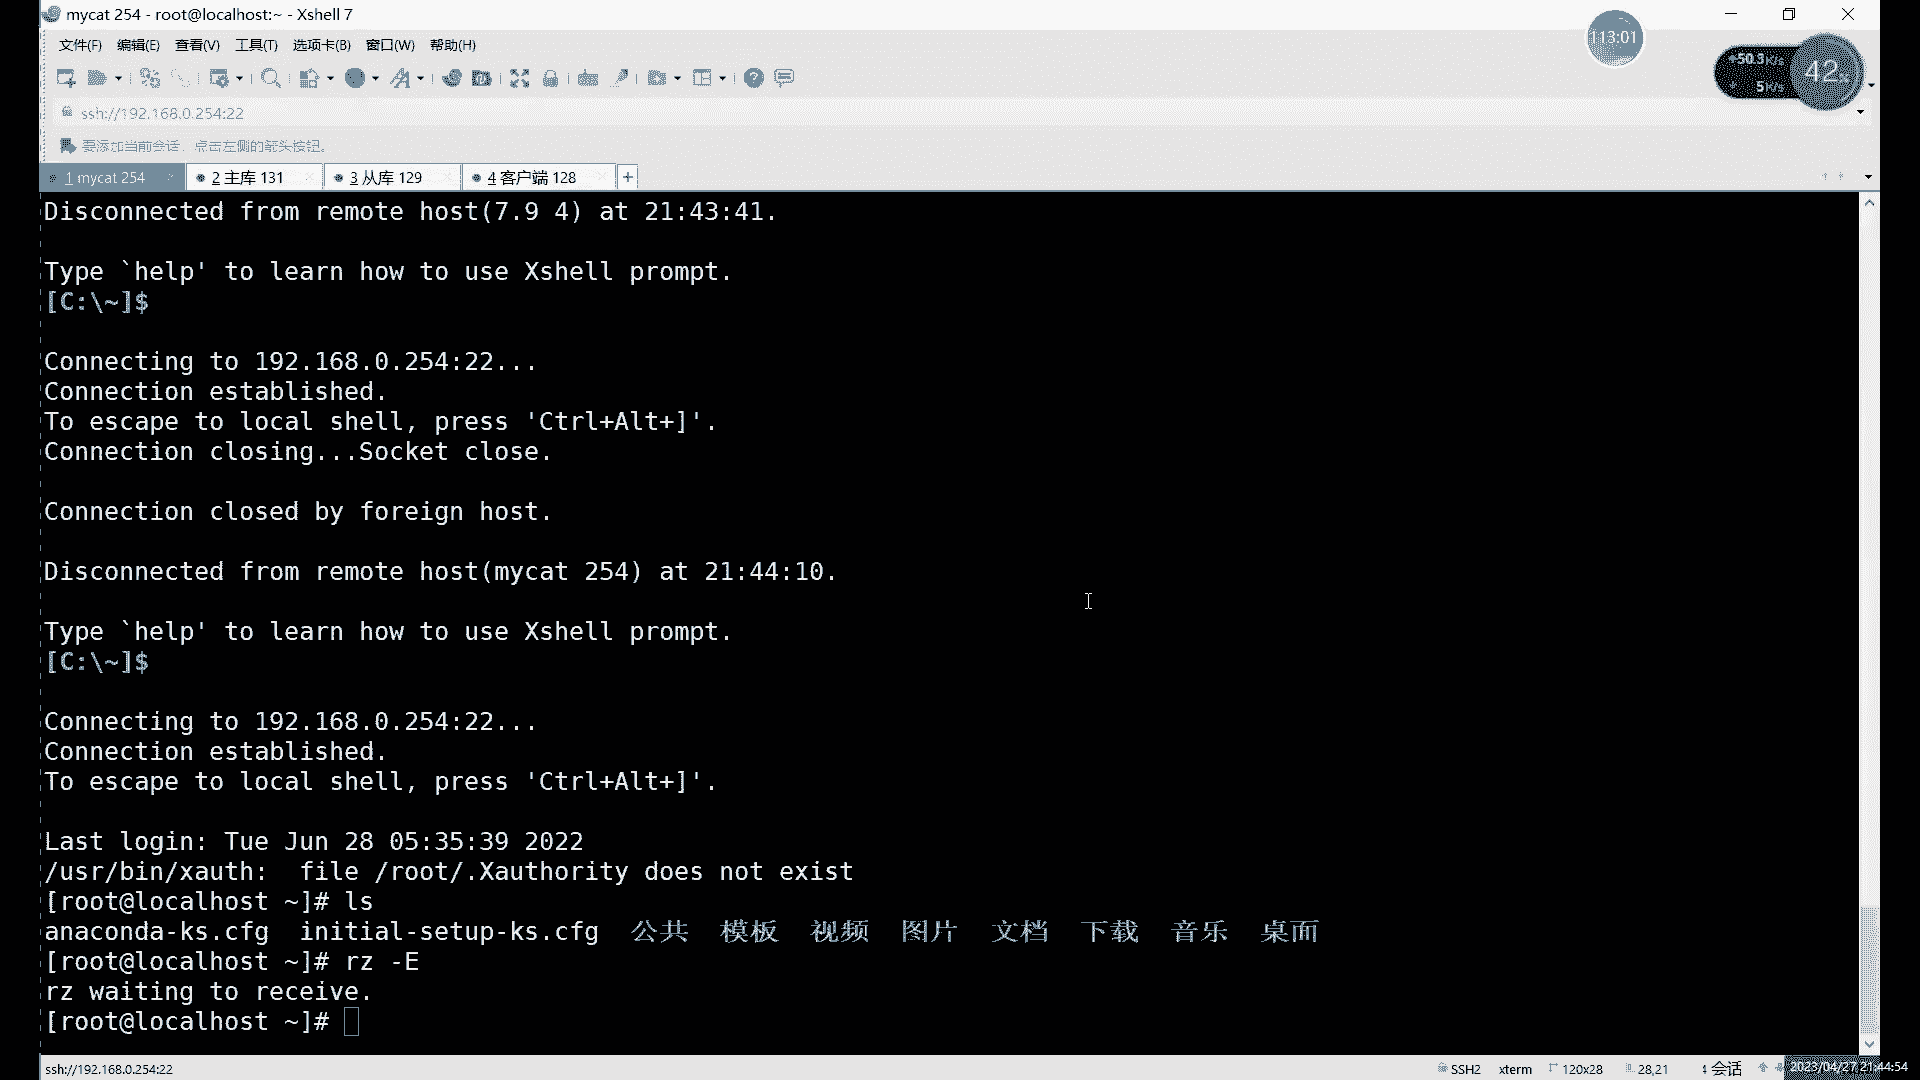 mycat 254 - root@localhost:~ - Xshell 7
文件(F) 编辑(E) 查看(V) 工具(T) 选项卡(B) 窗口(W) 帮助(H)
113:01
+50.3K/s
5K/s
42
ssh://192.168.0.254:22
要添加当前会话，点击左侧的箭头按钮。
1 mycat 254 × 2 主库 131 × 3 从库 129 × 4 客户端 128 × +
Disconnected from remote host(7.9 4) at 21:43:41.
Type `help' to learn how to use Xshell prompt.
[C:\~]$
Connecting to 192.168.0.254:22...
Connection established.
To escape to local shell, press 'Ctrl+Alt+]'.
Connection closing...Socket close.
Connection closed by foreign host.
Disconnected from remote host(mycat 254) at 21:44:10.
Type `help' to learn how to use Xshell prompt.
[C:\~]$
Connecting to 192.168.0.254:22...
Connection established.
To escape to local shell, press 'Ctrl+Alt+]'.
Last login: Tue Jun 28 05:35:39 2022
/usr/bin/xauth:  file /root/.Xauthority does not exist
[root@localhost ~]# ls
anaconda-ks.cfg  initial-setup-ks.cfg  公共  模板  视频  图片  文档  下载  音乐  桌面
[root@localhost ~]# rz -E
rz waiting to receive.
[root@localhost ~]#
ssh://192.168.0.254:22 SSH2 xterm 120x28 28,21 4 会话 2023/04/27 21:44:54